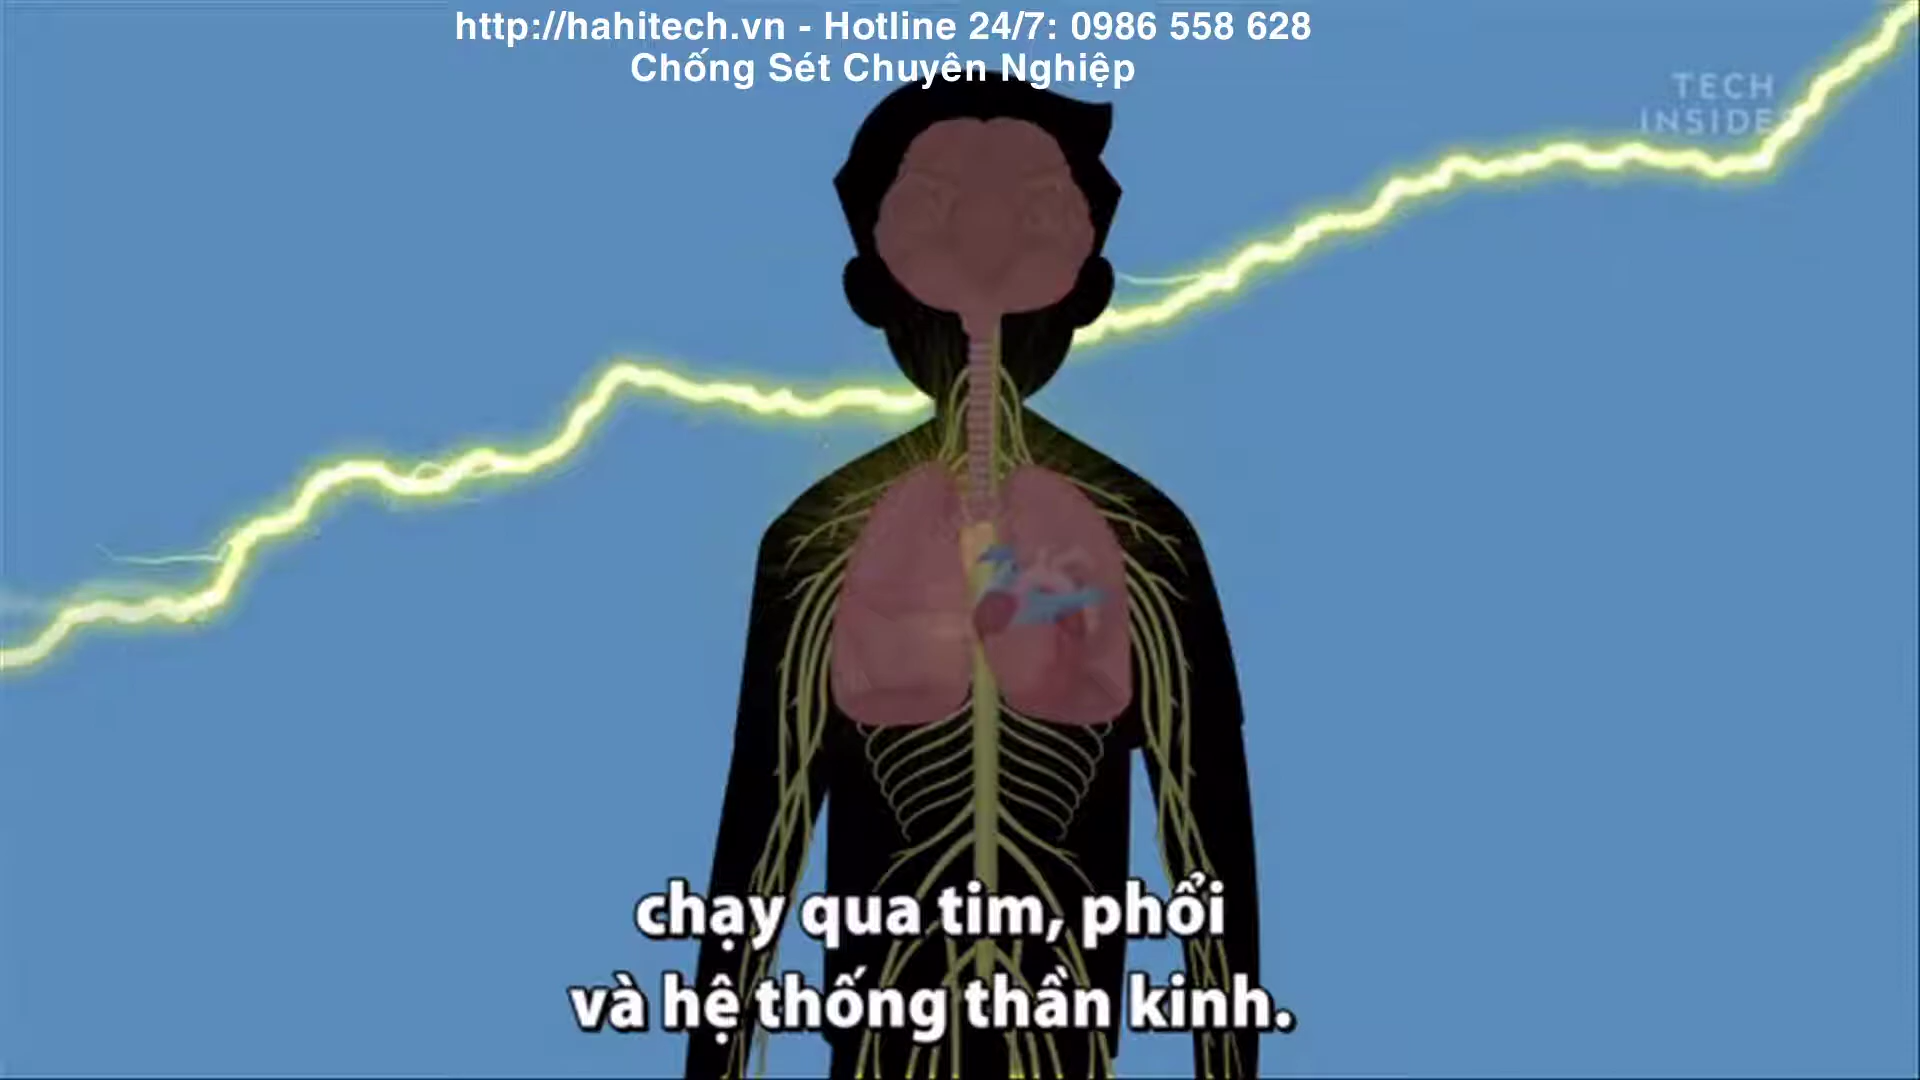 http://hahitech.vn - Hotline 24/7: 0986 558 628
Chống Sét Chuyên Nghiệp
TECH
INSIDER
chạy qua tim, phổi
và hệ thống thần kinh.